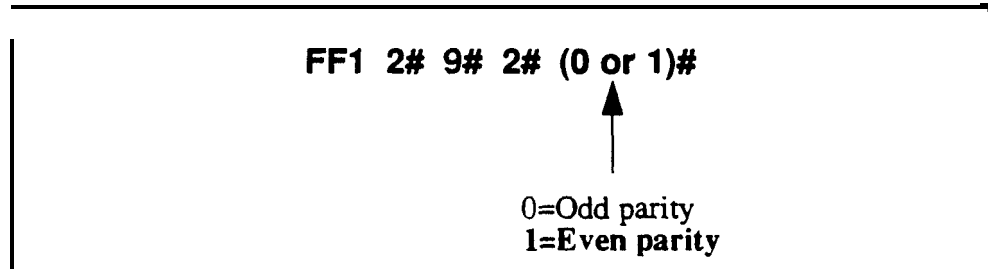 FF1 2# 9# 2# (0 or 1)#
0=Odd parity
1=Even parity